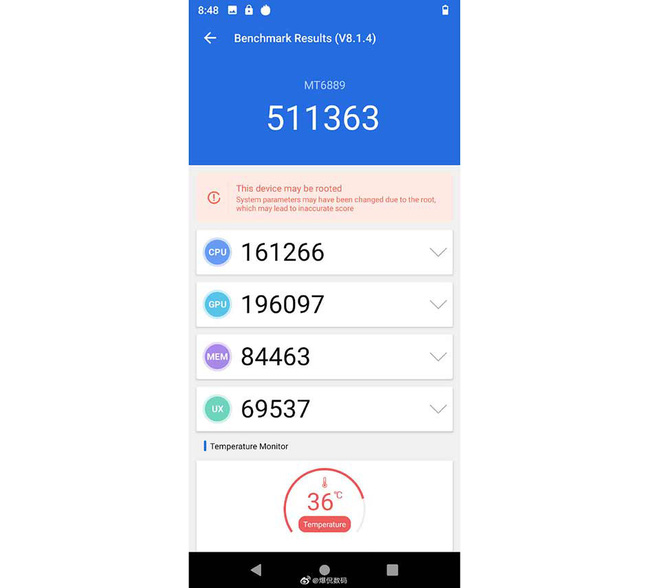 8:48
Benchmark Results (V8.1.4)
MT6889
511363
This device may be rooted
System parameters may have been changed due to the root,
which may lead to inaccurate score
CPU 161266
GPU 196097
MEM 84463
UX 69537
Temperature Monitor
36℃
Temperature
@爆侃数码